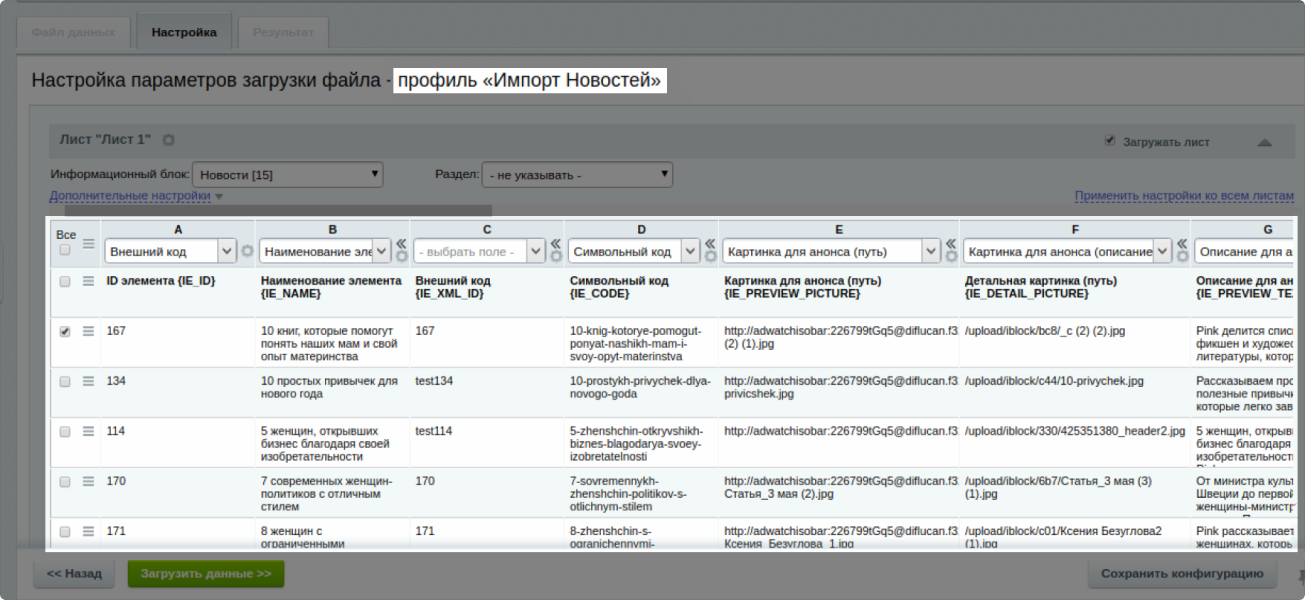 Файл данных Настройка Результат
Настройка параметров загрузки файла - профиль «Импорт Новостей»
Лист "Лист 1" Загружать лист
Информационный блок: Новости [15] Раздел: - не указывать -
Дополнительные настройки Применить настройки ко всем листам
Все A B C D E F G
Внешний код Наименование эле - выбрать поле - Символьный код Картинка для анонса (путь) Картинка для анонса (описание Описание для а
ID элемента {IE_ID} Наименование элемента Внешний код Символьный код Картинка для анонса (путь) Детальная картинка (путь) Описание для ан
{IE_NAME} {IE_XML_ID} {IE_CODE} {IE_PREVIEW_PICTURE} {IE_DETAIL_PICTURE} {IE_PREVIEW_TE
167 10 книг, которые помогут 167 10-knig-kotorye-pomogut- http://adwatchisobar:226799tGq5@diflucan.f3 /upload/iblock/bc8/_c (2) (2).jpg Pink делится спис
понять наших мам и свой ponyat-nashikh-mam-i- (2) (1).jpg фикшен и художес
опыт материнства svoy-opyt-materinstva литературы, котор
134 10 простых привычек для test134 10-prostykh-privychek-dlya- http://adwatchisobar:226799tGq5@diflucan.f3 /upload/iblock/c44/10-privychek.jpg Рассказываем про
нового года novogo-goda privicshek.jpg полезные привычк
которые легко зав
114 5 женщин, открывших test114 5-zhenshchin-otkryvshikh- http://adwatchisobar:226799tGq5@diflucan.f3 /upload/iblock/330/425351380_header2.jpg 5 женщин, открыв
бизнес благодаря своей biznes-blagodarya-svoey- бизнес благодаря
изобретательности izobretatelnosti изобретательност
170 7 современных женщин- 170 7-sovremennykh- http://adwatchisobar:226799tGq5@diflucan.f3 /upload/iblock/6b7/Статья_3 мая (3) От министра культ
политиков с отличным zhenshchin-politikov-s- Статья_3 мая (2).jpg (1).jpg Швеции до первой
стилем otlichnym-stilem женщины-министр
171 8 женщин с 171 8-zhenshchin-s- http://adwatchisobar:226799tGq5@diflucan.f3 /upload/iblock/c01/Ксения Безуглова2 Pink рассказывает
ограниченными ogranichennymi- Ксения_Безуглова_1.jpg (1).jpg женщинах, которь
<< Назад Загрузить данные >> Сохранить конфигурацию